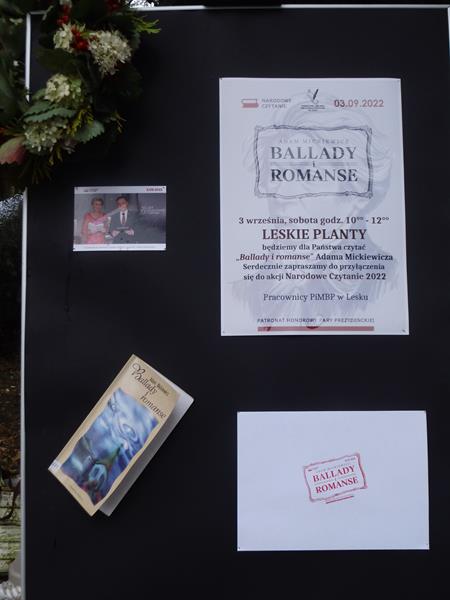 NARODOWE
CZYTANIE
03.09.2022
ADAM MICKIEWICZ
BALLADY
i
ROMANSE
3 września, sobota godz. 10⁰⁰ - 12⁰⁰
LESKIE PLANTY
będziemy dla Państwa czytać
„Ballady i romanse” Adama Mickiewicza
Serdecznie zapraszamy do przyłączenia
się do akcji Narodowe Czytanie 2022
Pracownicy PiMBP w Lesku
PATRONAT HONOROWY PARY PREZYDENCKIEJ
Ballady
i romanse
BALLADY
ROMANSE